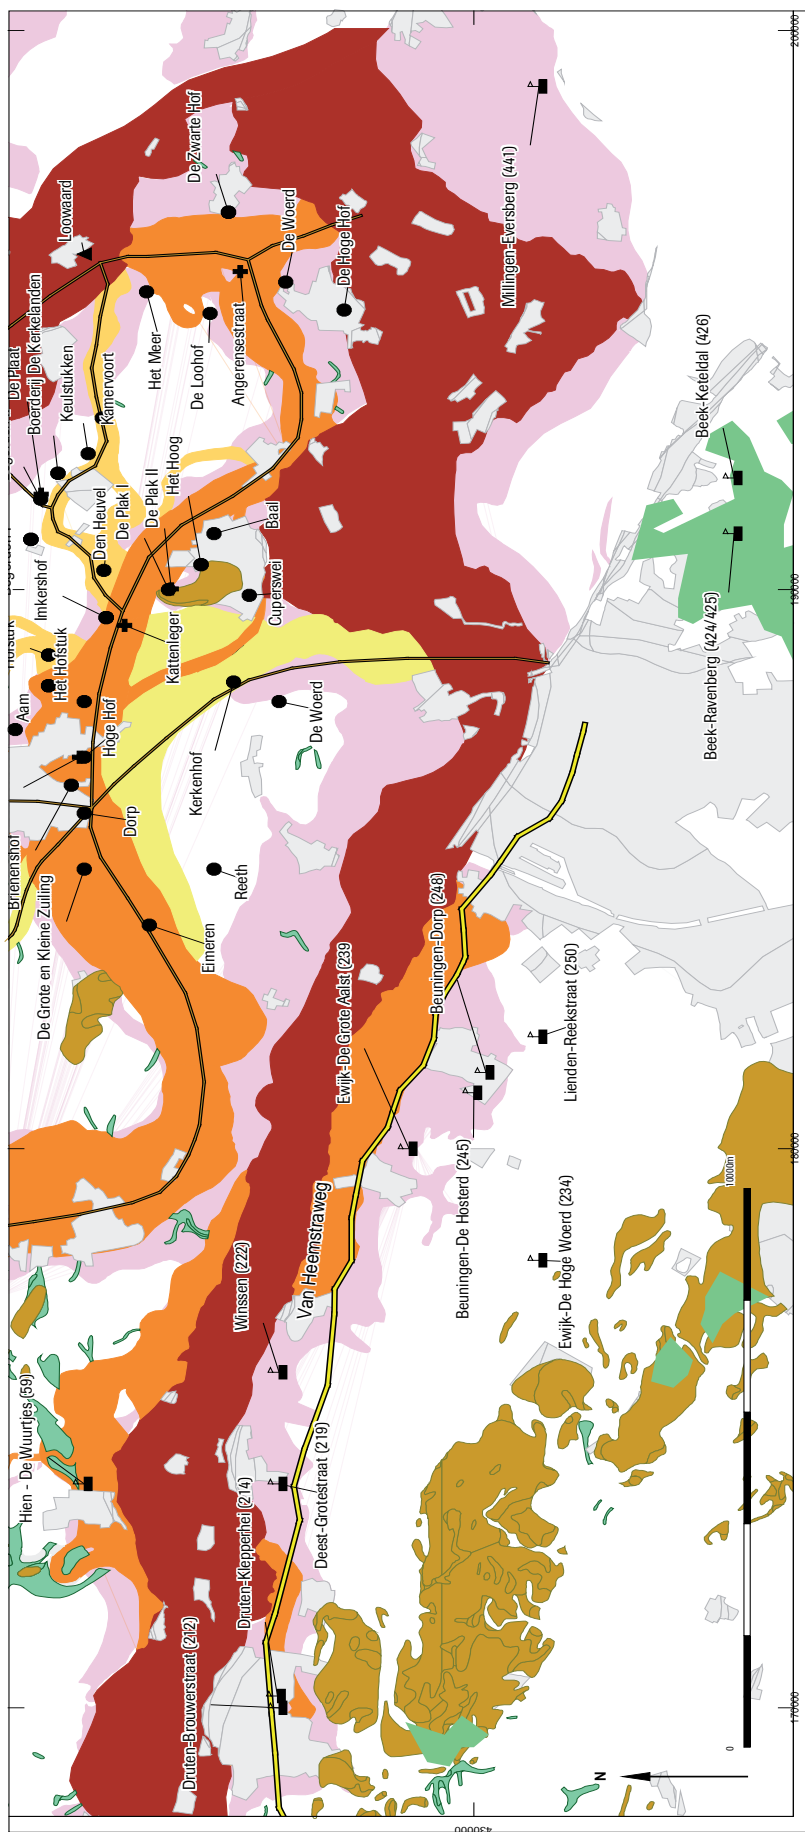 200000
De Zwarte Hof
Loowaard
De Plaat
Boerderij De Kerkelanden
Keulstukken
Kamervoort
Het Meer
De Loohof
Angerensestraat
De Woerd
De Hoge Hof
Millingen-Eversberg (441)
Beek-Keteldal (426)
Den Heuvel
De Plak I
De Plak II
Het Hoog
Baal
Imkershof
Cuperswei
190000
Kattenleger
Het Hofstuk
Aam
Hoge Hof
De Woerd
Kerkenhof
Beek-Ravenberg (424/425)
Brienenshof
Dorp
De Grote en Kleine Zuiling
Reeth
Eimeren
Beuningen-Dorp (248)
Ewijk-De Grote Aalst (239
Lienden-Reekstraat (250)
180000
10000m
Beuningen-De Hosterd (245)
Ewijk-De Hoge Woerd (234)
Van Heemstraweg
Winssen (222)
Hien - De Wuurtjes (59)
Deest-Grotestraat (219)
Druten-Klepperhei (214)
Druten-Brouwerstraat (212)
170000
0
N
430000